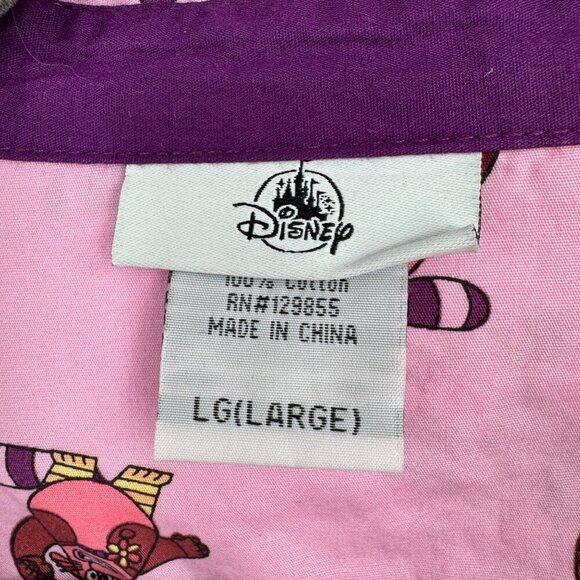 Disney
100% Cotton
RN#129855
MADE IN CHINA
LG(LARGE)